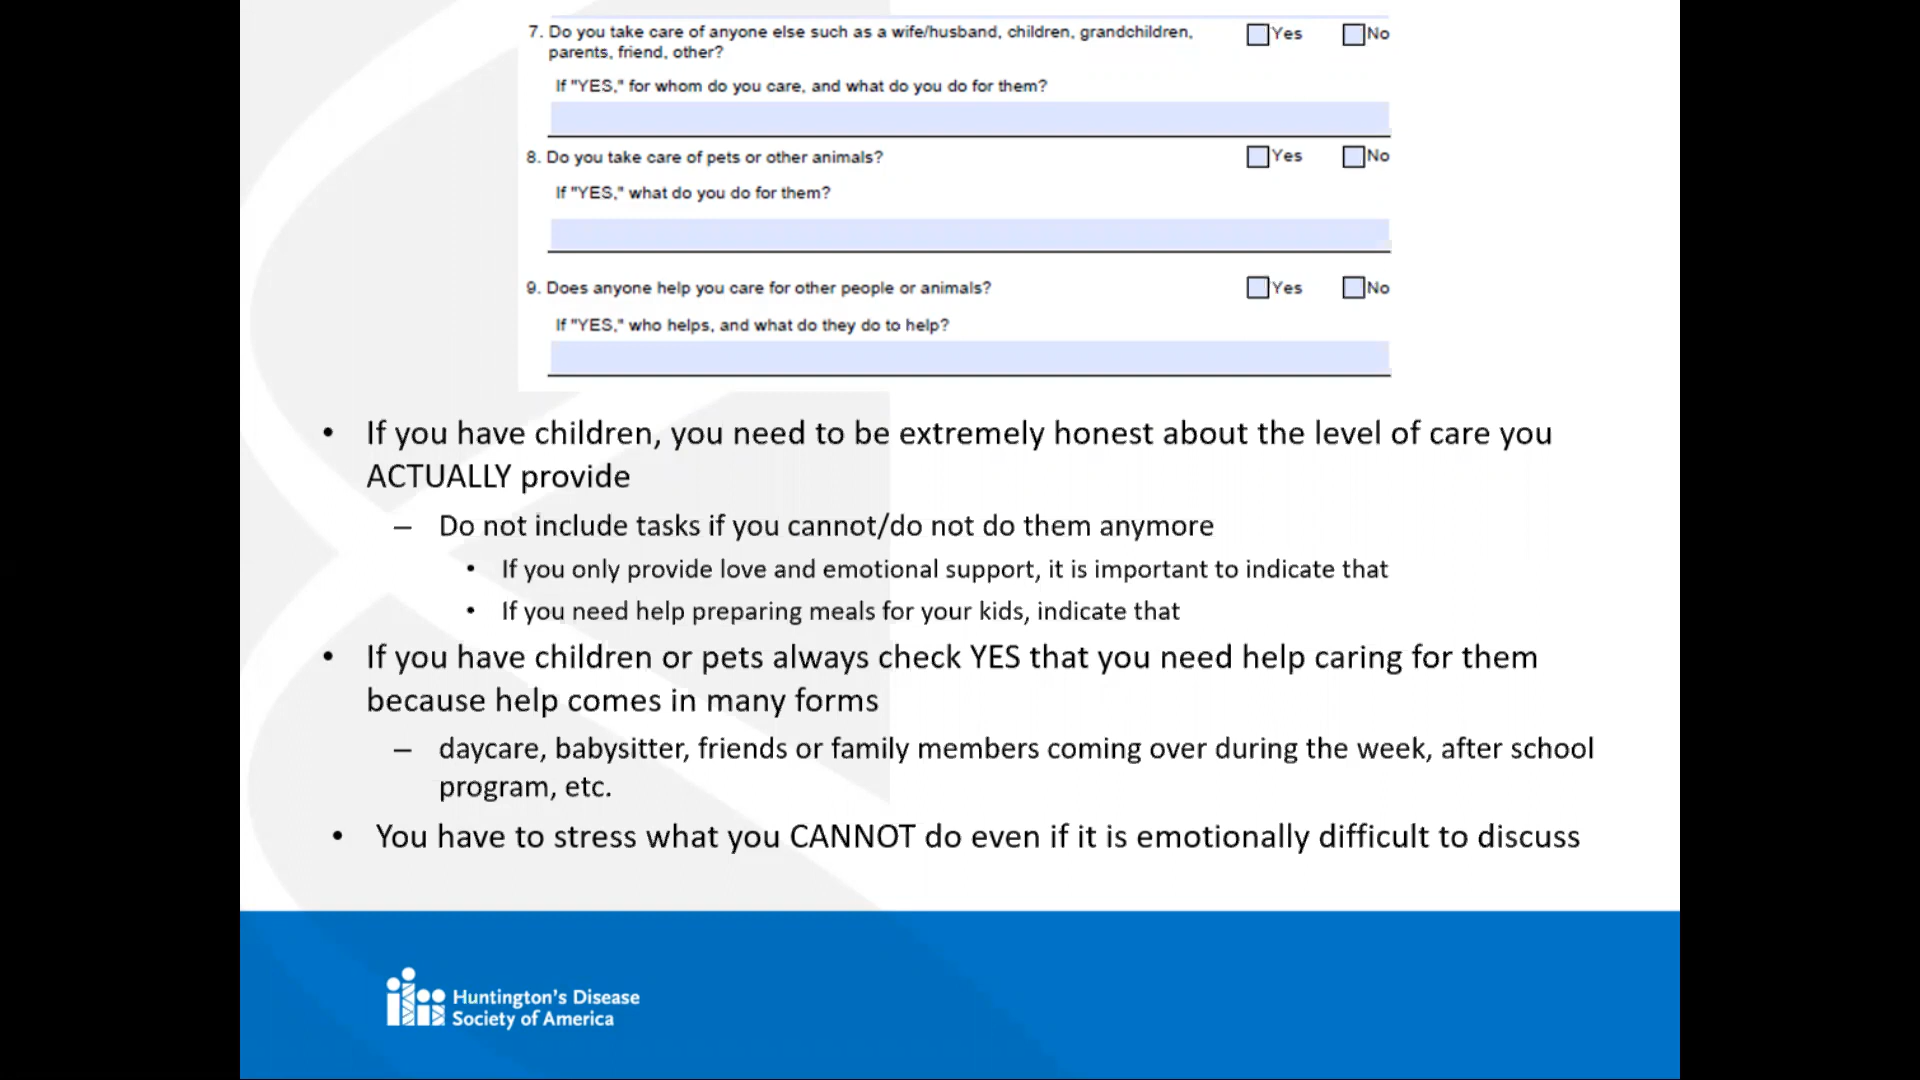 7. Do you take care of anyone else such as a wife/husband, children, grandchildren, Yes No
parents, friend, other?
If "YES," for whom do you care, and what do you do for them?
8. Do you take care of pets or other animals? Yes No
If "YES," what do you do for them?
9. Does anyone help you care for other people or animals? Yes No
If "YES," who helps, and what do they do to help?
• If you have children, you need to be extremely honest about the level of care you
ACTUALLY provide
– Do not include tasks if you cannot/do not do them anymore
• If you only provide love and emotional support, it is important to indicate that
• If you need help preparing meals for your kids, indicate that
• If you have children or pets always check YES that you need help caring for them
because help comes in many forms
– daycare, babysitter, friends or family members coming over during the week, after school
program, etc.
• You have to stress what you CANNOT do even if it is emotionally difficult to discuss
Huntington's Disease
Society of America